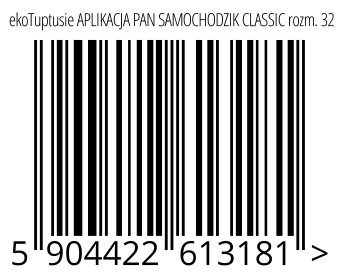 ekoTuptusie APLIKACJA PAN SAMOCHODZIK CLASSIC rozm. 32
5 904422 613181 >